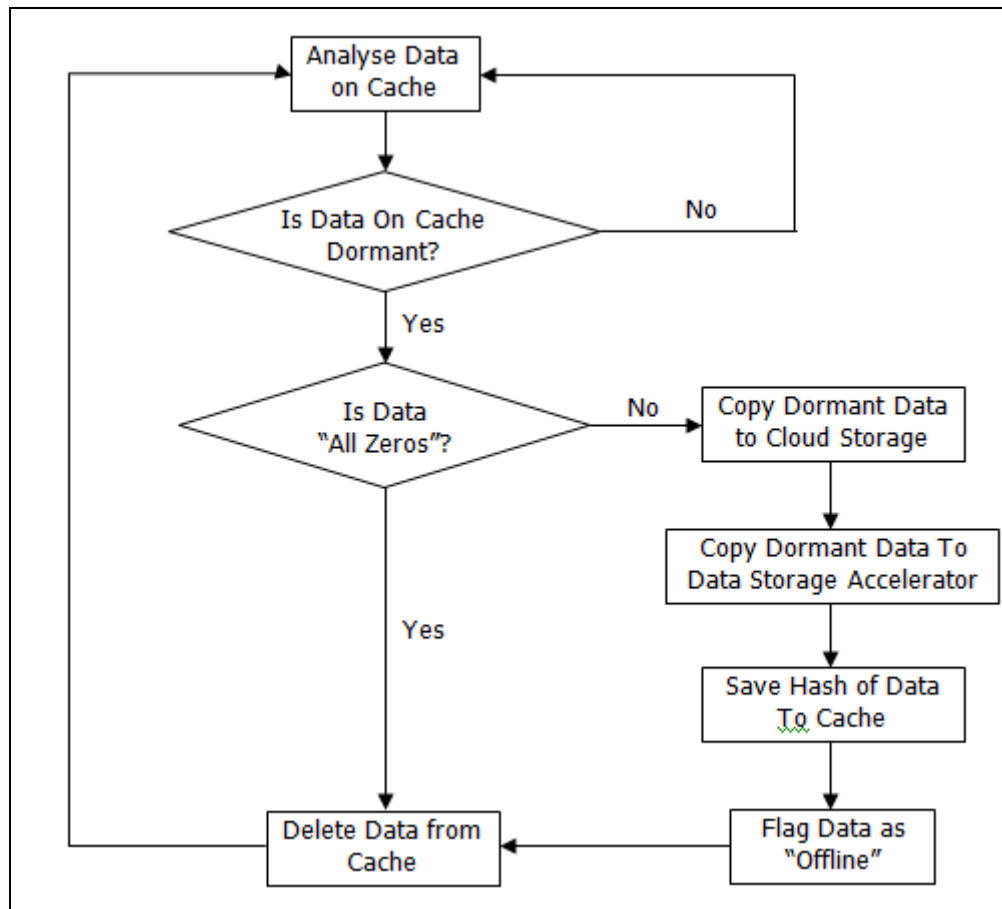 Analyse Data
on Cache
Is Data On Cache
Dormant?
No
Yes
Is Data
“All Zeros”?
No
Copy Dormant Data
to Cloud Storage
Copy Dormant Data To
Data Storage Accelerator
Yes
Save Hash of Data
To Cache
Delete Data from
Cache
Flag Data as
“Offline”